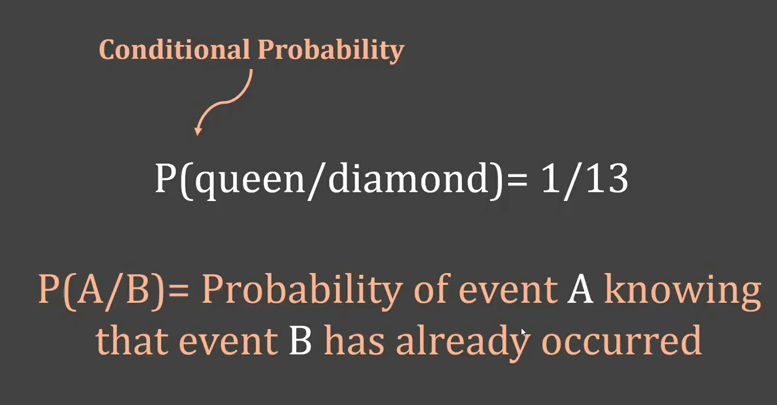 Conditional Probability
P(queen/diamond)= 1/13
P(A/B)= Probability of event A knowing
that event B has already occurred